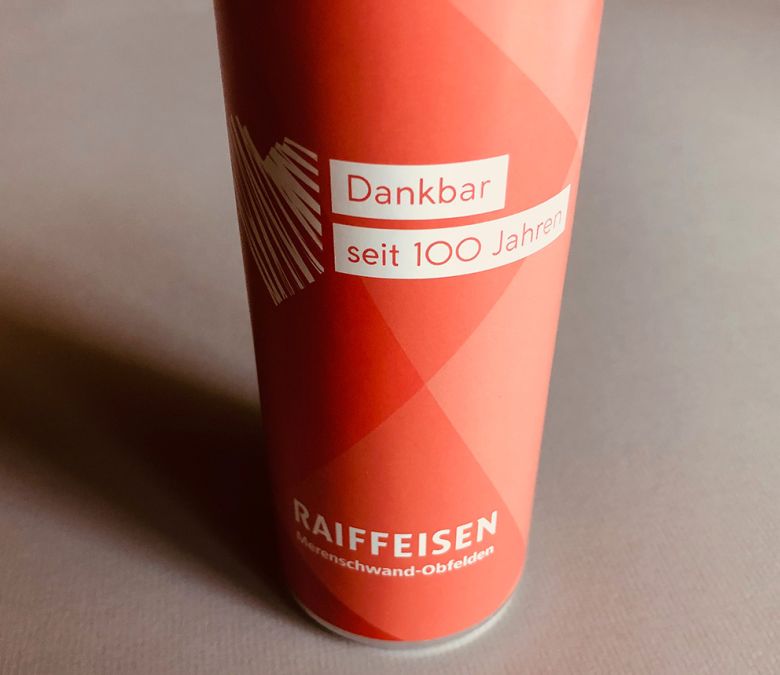 Dankbar
seit 100 Jahren
RAIFFEISEN
Merenschwand-Obfelden